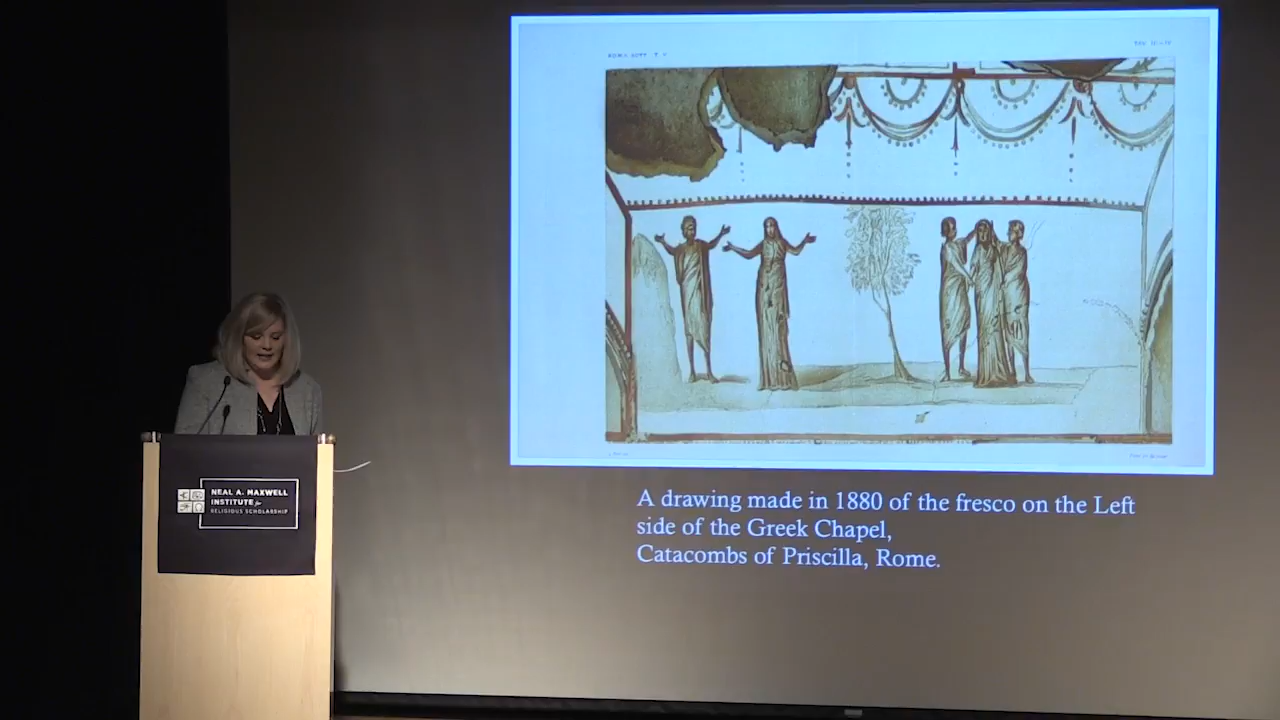 A drawing made in 1880 of the fresco on the Left
side of the Greek Chapel,
Catacombs of Priscilla, Rome.
NEAL A. MAXWELL
INSTITUTE for
RELIGIOUS SCHOLARSHIP